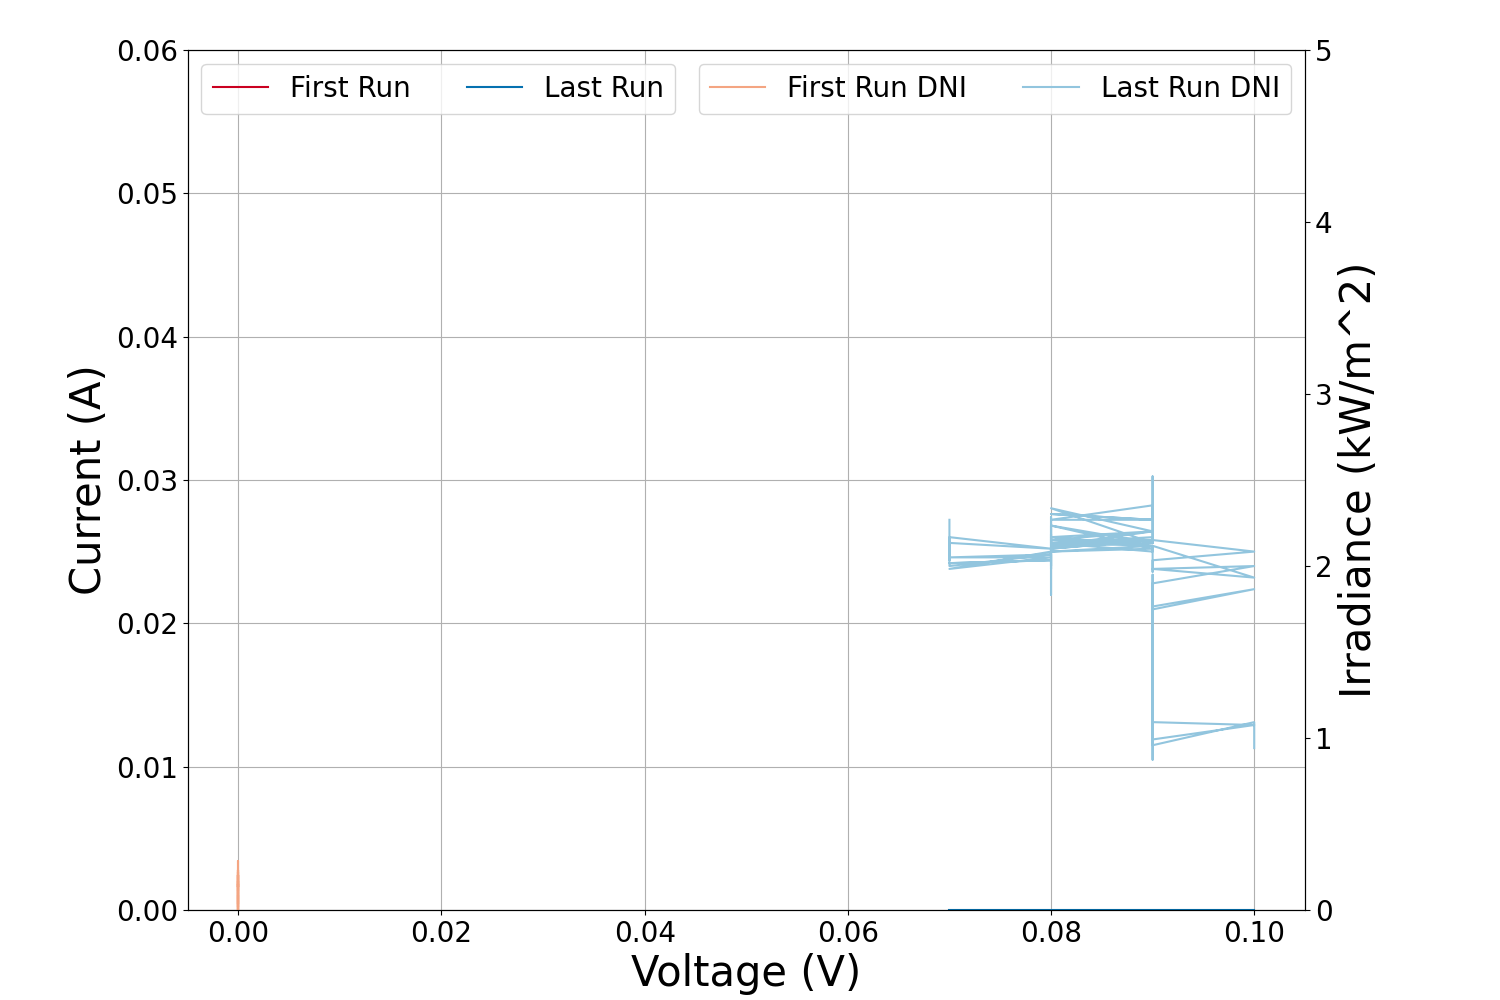 First Run
Last Run
First Run DNI
Last Run DNI
0.06
0.05
0.04
0.03
0.02
0.01
0.00
Current (A)
5
4
3
2
1
0
Irradiance (kW/m^2)
0.00 0.02 0.04 0.06 0.08 0.10
Voltage (V)